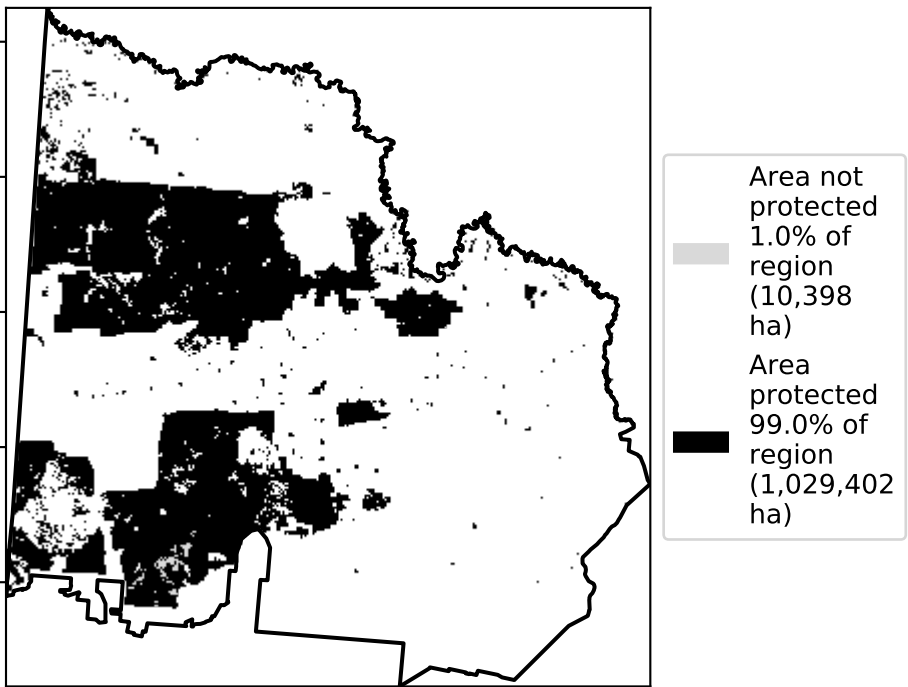 Area not
protected
1.0% of
region
(10,398
ha)
Area
protected
99.0% of
region
(1,029,402
ha)